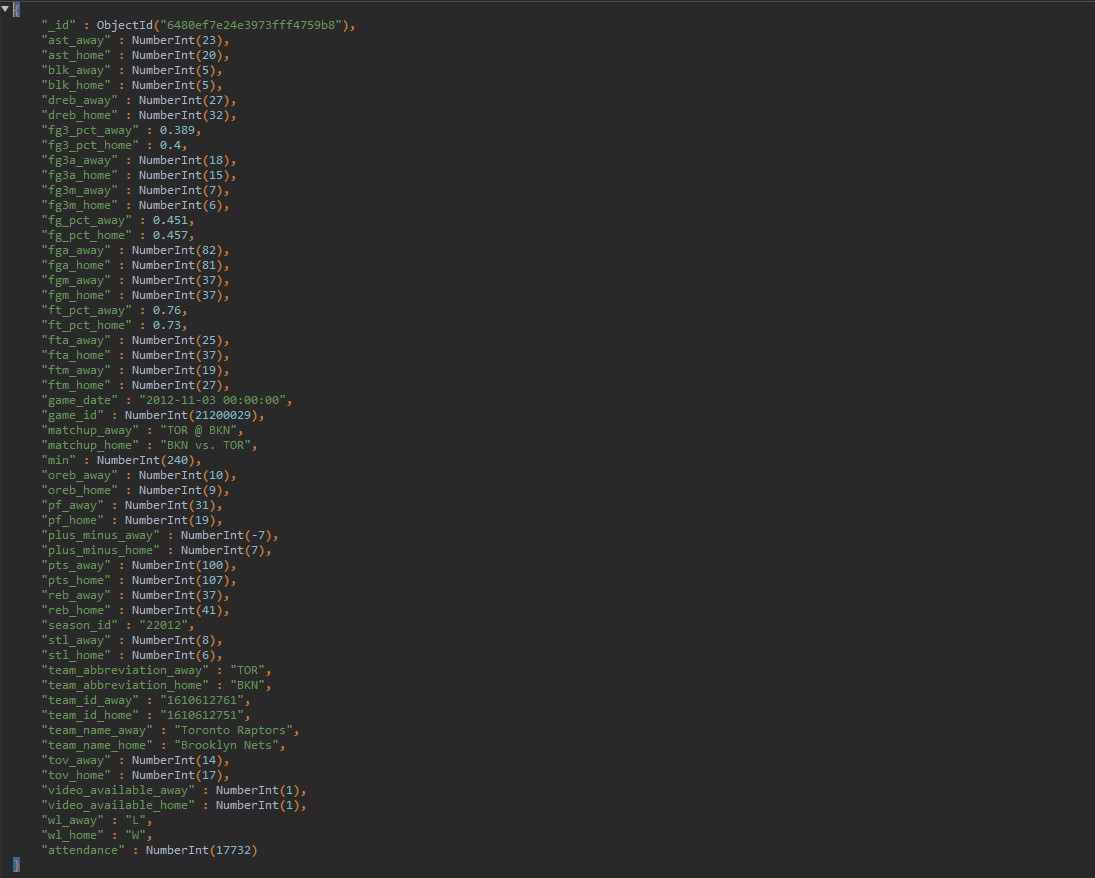 {
"_id" : ObjectId("6480ef7e24e3973fff4759b8"),
"ast_away" : NumberInt(23),
"ast_home" : NumberInt(20),
"blk_away" : NumberInt(5),
"blk_home" : NumberInt(5),
"dreb_away" : NumberInt(27),
"dreb_home" : NumberInt(32),
"fg3_pct_away" : 0.389,
"fg3_pct_home" : 0.4,
"fg3a_away" : NumberInt(18),
"fg3a_home" : NumberInt(15),
"fg3m_away" : NumberInt(7),
"fg3m_home" : NumberInt(6),
"fg_pct_away" : 0.451,
"fg_pct_home" : 0.457,
"fga_away" : NumberInt(82),
"fga_home" : NumberInt(81),
"fgm_away" : NumberInt(37),
"fgm_home" : NumberInt(37),
"ft_pct_away" : 0.76,
"ft_pct_home" : 0.73,
"fta_away" : NumberInt(25),
"fta_home" : NumberInt(37),
"ftm_away" : NumberInt(19),
"ftm_home" : NumberInt(27),
"game_date" : "2012-11-03 00:00:00",
"game_id" : NumberInt(21200029),
"matchup_away" : "TOR @ BKN",
"matchup_home" : "BKN vs. TOR",
"min" : NumberInt(240),
"oreb_away" : NumberInt(10),
"oreb_home" : NumberInt(9),
"pf_away" : NumberInt(31),
"pf_home" : NumberInt(19),
"plus_minus_away" : NumberInt(-7),
"plus_minus_home" : NumberInt(7),
"pts_away" : NumberInt(100),
"pts_home" : NumberInt(107),
"reb_away" : NumberInt(37),
"reb_home" : NumberInt(41),
"season_id" : "22012",
"stl_away" : NumberInt(8),
"stl_home" : NumberInt(6),
"team_abbreviation_away" : "TOR",
"team_abbreviation_home" : "BKN",
"team_id_away" : "1610612761",
"team_id_home" : "1610612751",
"team_name_away" : "Toronto Raptors",
"team_name_home" : "Brooklyn Nets",
"tov_away" : NumberInt(14),
"tov_home" : NumberInt(17),
"video_available_away" : NumberInt(1),
"video_available_home" : NumberInt(1),
"wl_away" : "L",
"wl_home" : "W",
"attendance" : NumberInt(17732)
}